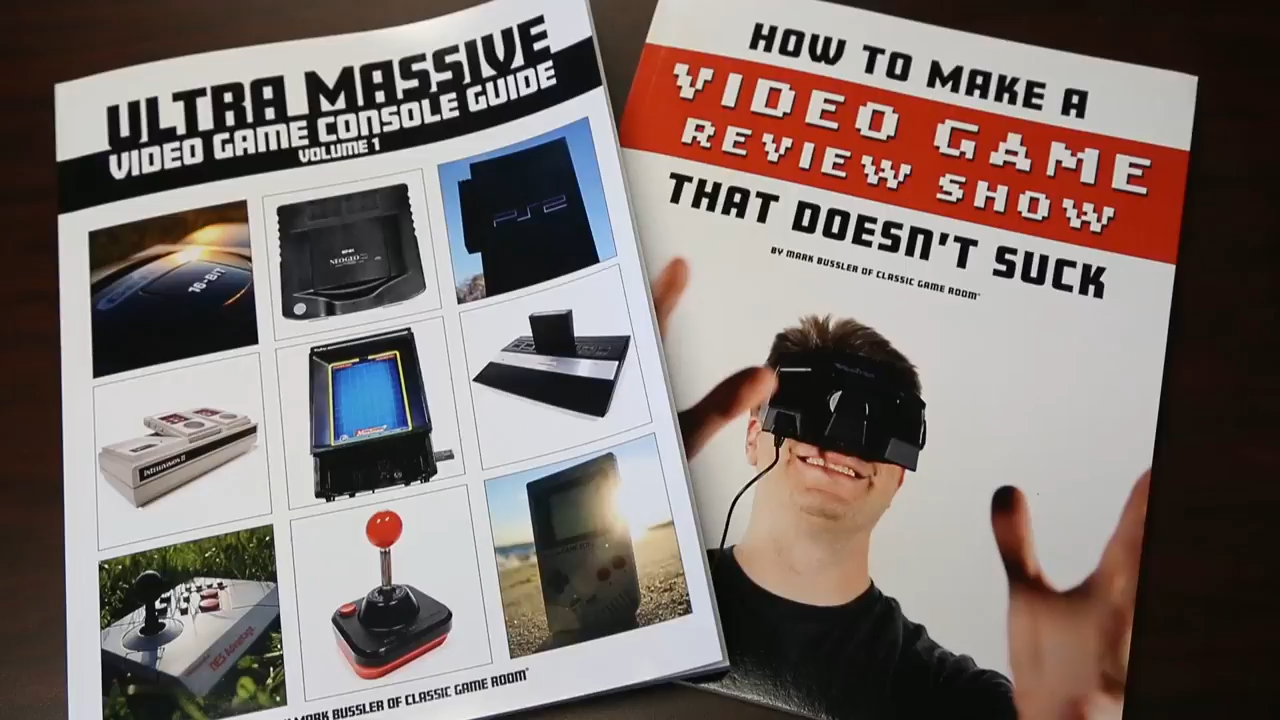 ULTRA MASSIVE
VIDEO GAME CONSOLE GUIDE
VOLUME 1
16-BIT
NEOGEO
PS2
INTELLIVISION II
NES Advantage
MARK BUSSLER OF CLASSIC GAME ROOM
HOW TO MAKE A
VIDEO GAME
REVIEW SHOW
THAT DOESN'T SUCK
BY MARK BUSSLER OF CLASSIC GAME ROOM